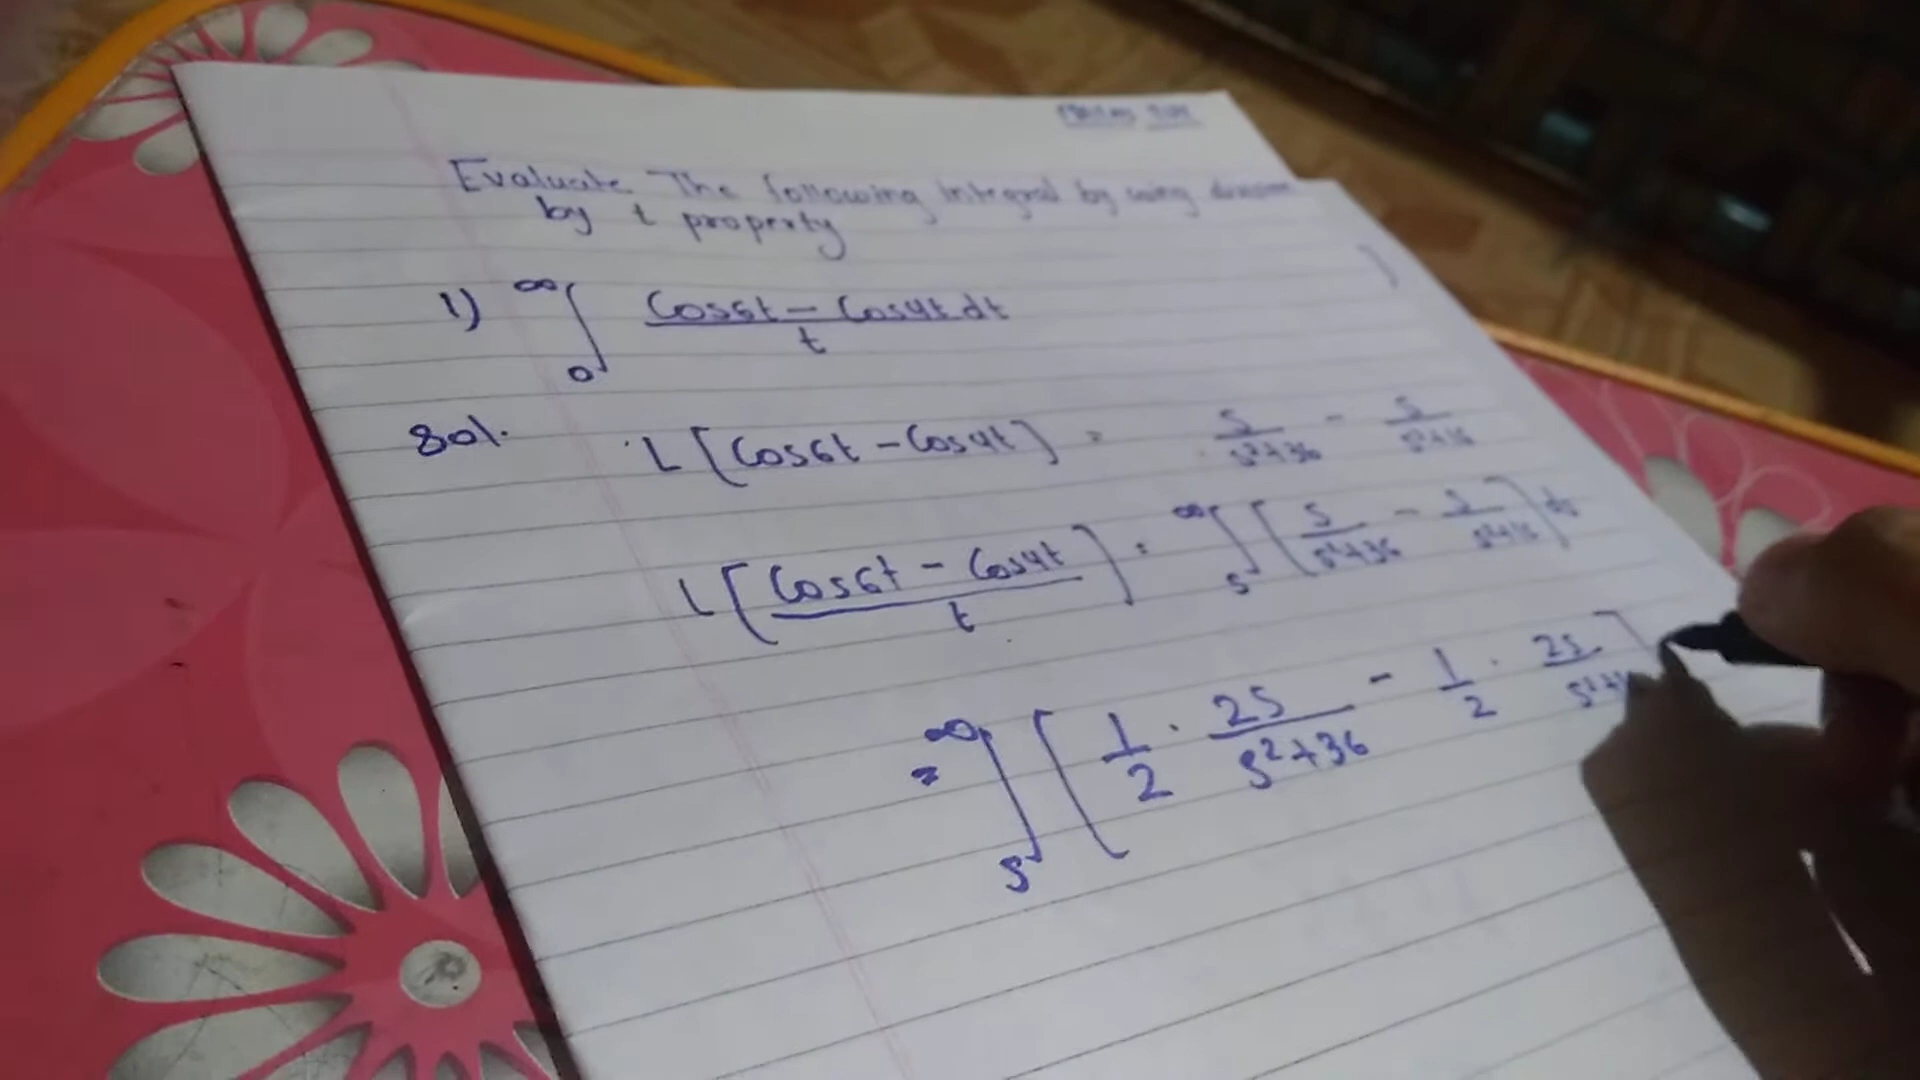 Evaluate The following integral by using division
by t property
1) ∞∫0 Cos6t - Cos4t dt / t
Sol. L[Cos6t - Cos4t] = s/s²+36 - s/s²+16
L[Cos6t - Cos4t / t] = ∞∫s [s/s²+36 - s/s²+16] ds
= ∞∫s [1/2 · 2s/s²+36 - 1/2 · 2s/s²+]